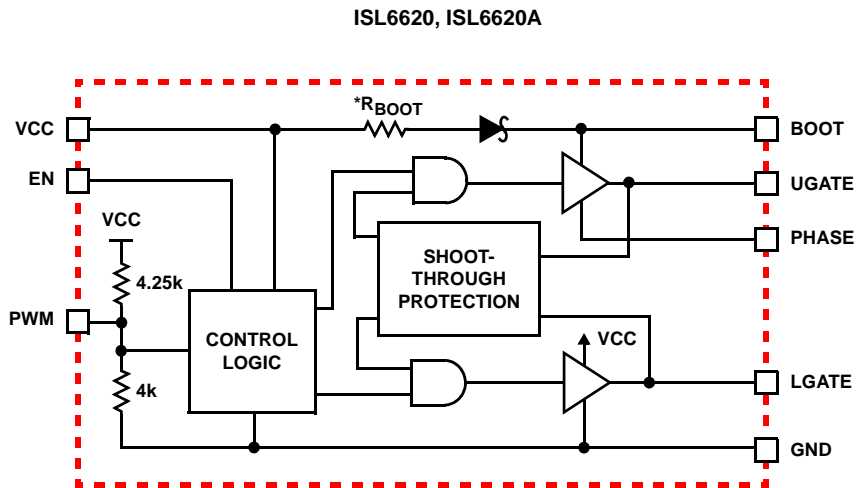 ISL6620, ISL6620A
*RBOOT
VCC
BOOT
EN
UGATE
VCC
PHASE
SHOOT-
THROUGH
PROTECTION
4.25k
PWM
CONTROL
LOGIC
VCC
4k
LGATE
GND